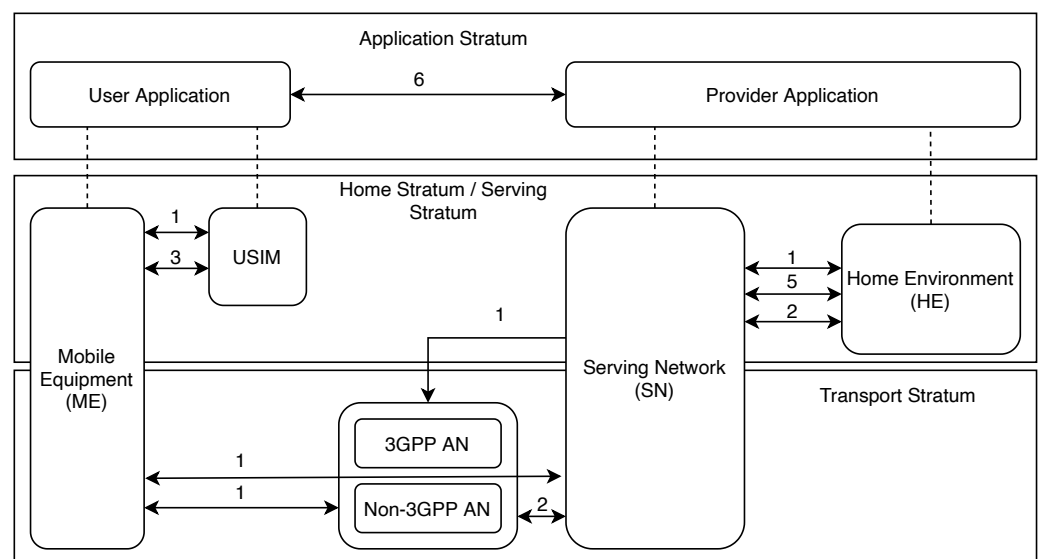 Application Stratum
User Application
6
Provider Application
Home Stratum / Serving
Stratum
1
3
USIM
1
5
2
Home Environment
(HE)
1
Mobile
Equipment
(ME)
Serving Network
(SN)
Transport Stratum
3GPP AN
1
1
Non-3GPP AN
2